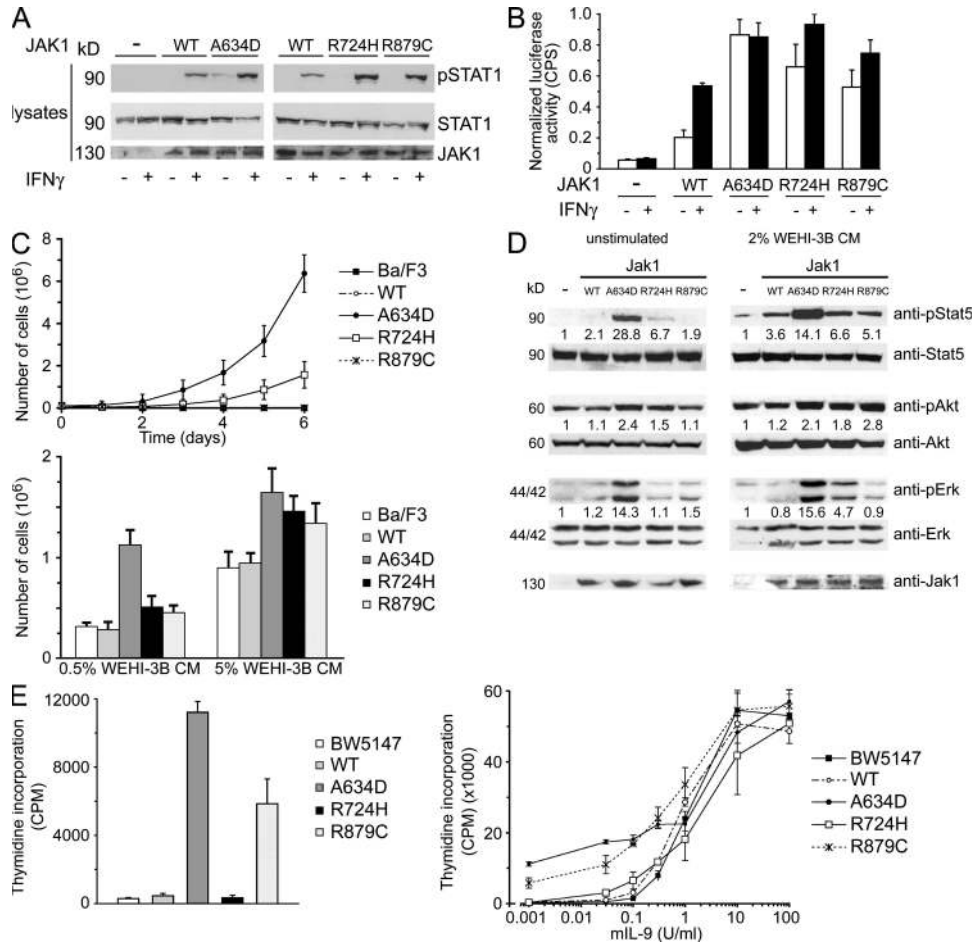 A
JAK1 kD - WT A634D WT R724H R879C
90 pSTAT1
lysates
90 STAT1
130 JAK1
IFNγ - + - + - + - + - + - +
B
Normalized luciferase
activity (CPS)
1.0
0.8
0.6
0.4
0.2
0
JAK1 - WT A634D R724H R879C
IFNγ - + - + - + - + - +
C
Number of cells (10⁶)
8
6
4
2
0
0 2 4 6
Time (days)
Ba/F3
WT
A634D
R724H
R879C
Number of cells (10⁶)
2
1
0
0.5% WEHI-3B CM 5% WEHI-3B CM
Ba/F3
WT
A634D
R724H
R879C
D
unstimulated 2% WEHI-3B CM
Jak1 Jak1
kD - WT A634D R724H R879C - WT A634D R724H R879C
90 anti-pStat5
1 2.1 28.8 6.7 1.9 1 3.6 14.1 6.6 5.1
90 anti-Stat5
60 anti-pAkt
1 1.1 2.4 1.5 1.1 1 1.2 2.1 1.8 2.8
60 anti-Akt
44/42 anti-pErk
1 1.2 14.3 1.1 1.5 1 0.8 15.6 4.7 0.9
44/42 anti-Erk
130 anti-Jak1
E
Thymidine incorporation
(CPM)
12000
9000
6000
3000
0
BW5147
WT
A634D
R724H
R879C
Thymidine incorporation
(CPM) (x1000)
60
40
20
0
0.001 0.01 0.1 1 10 100
mIL-9 (U/ml)
BW5147
WT
A634D
R724H
R879C